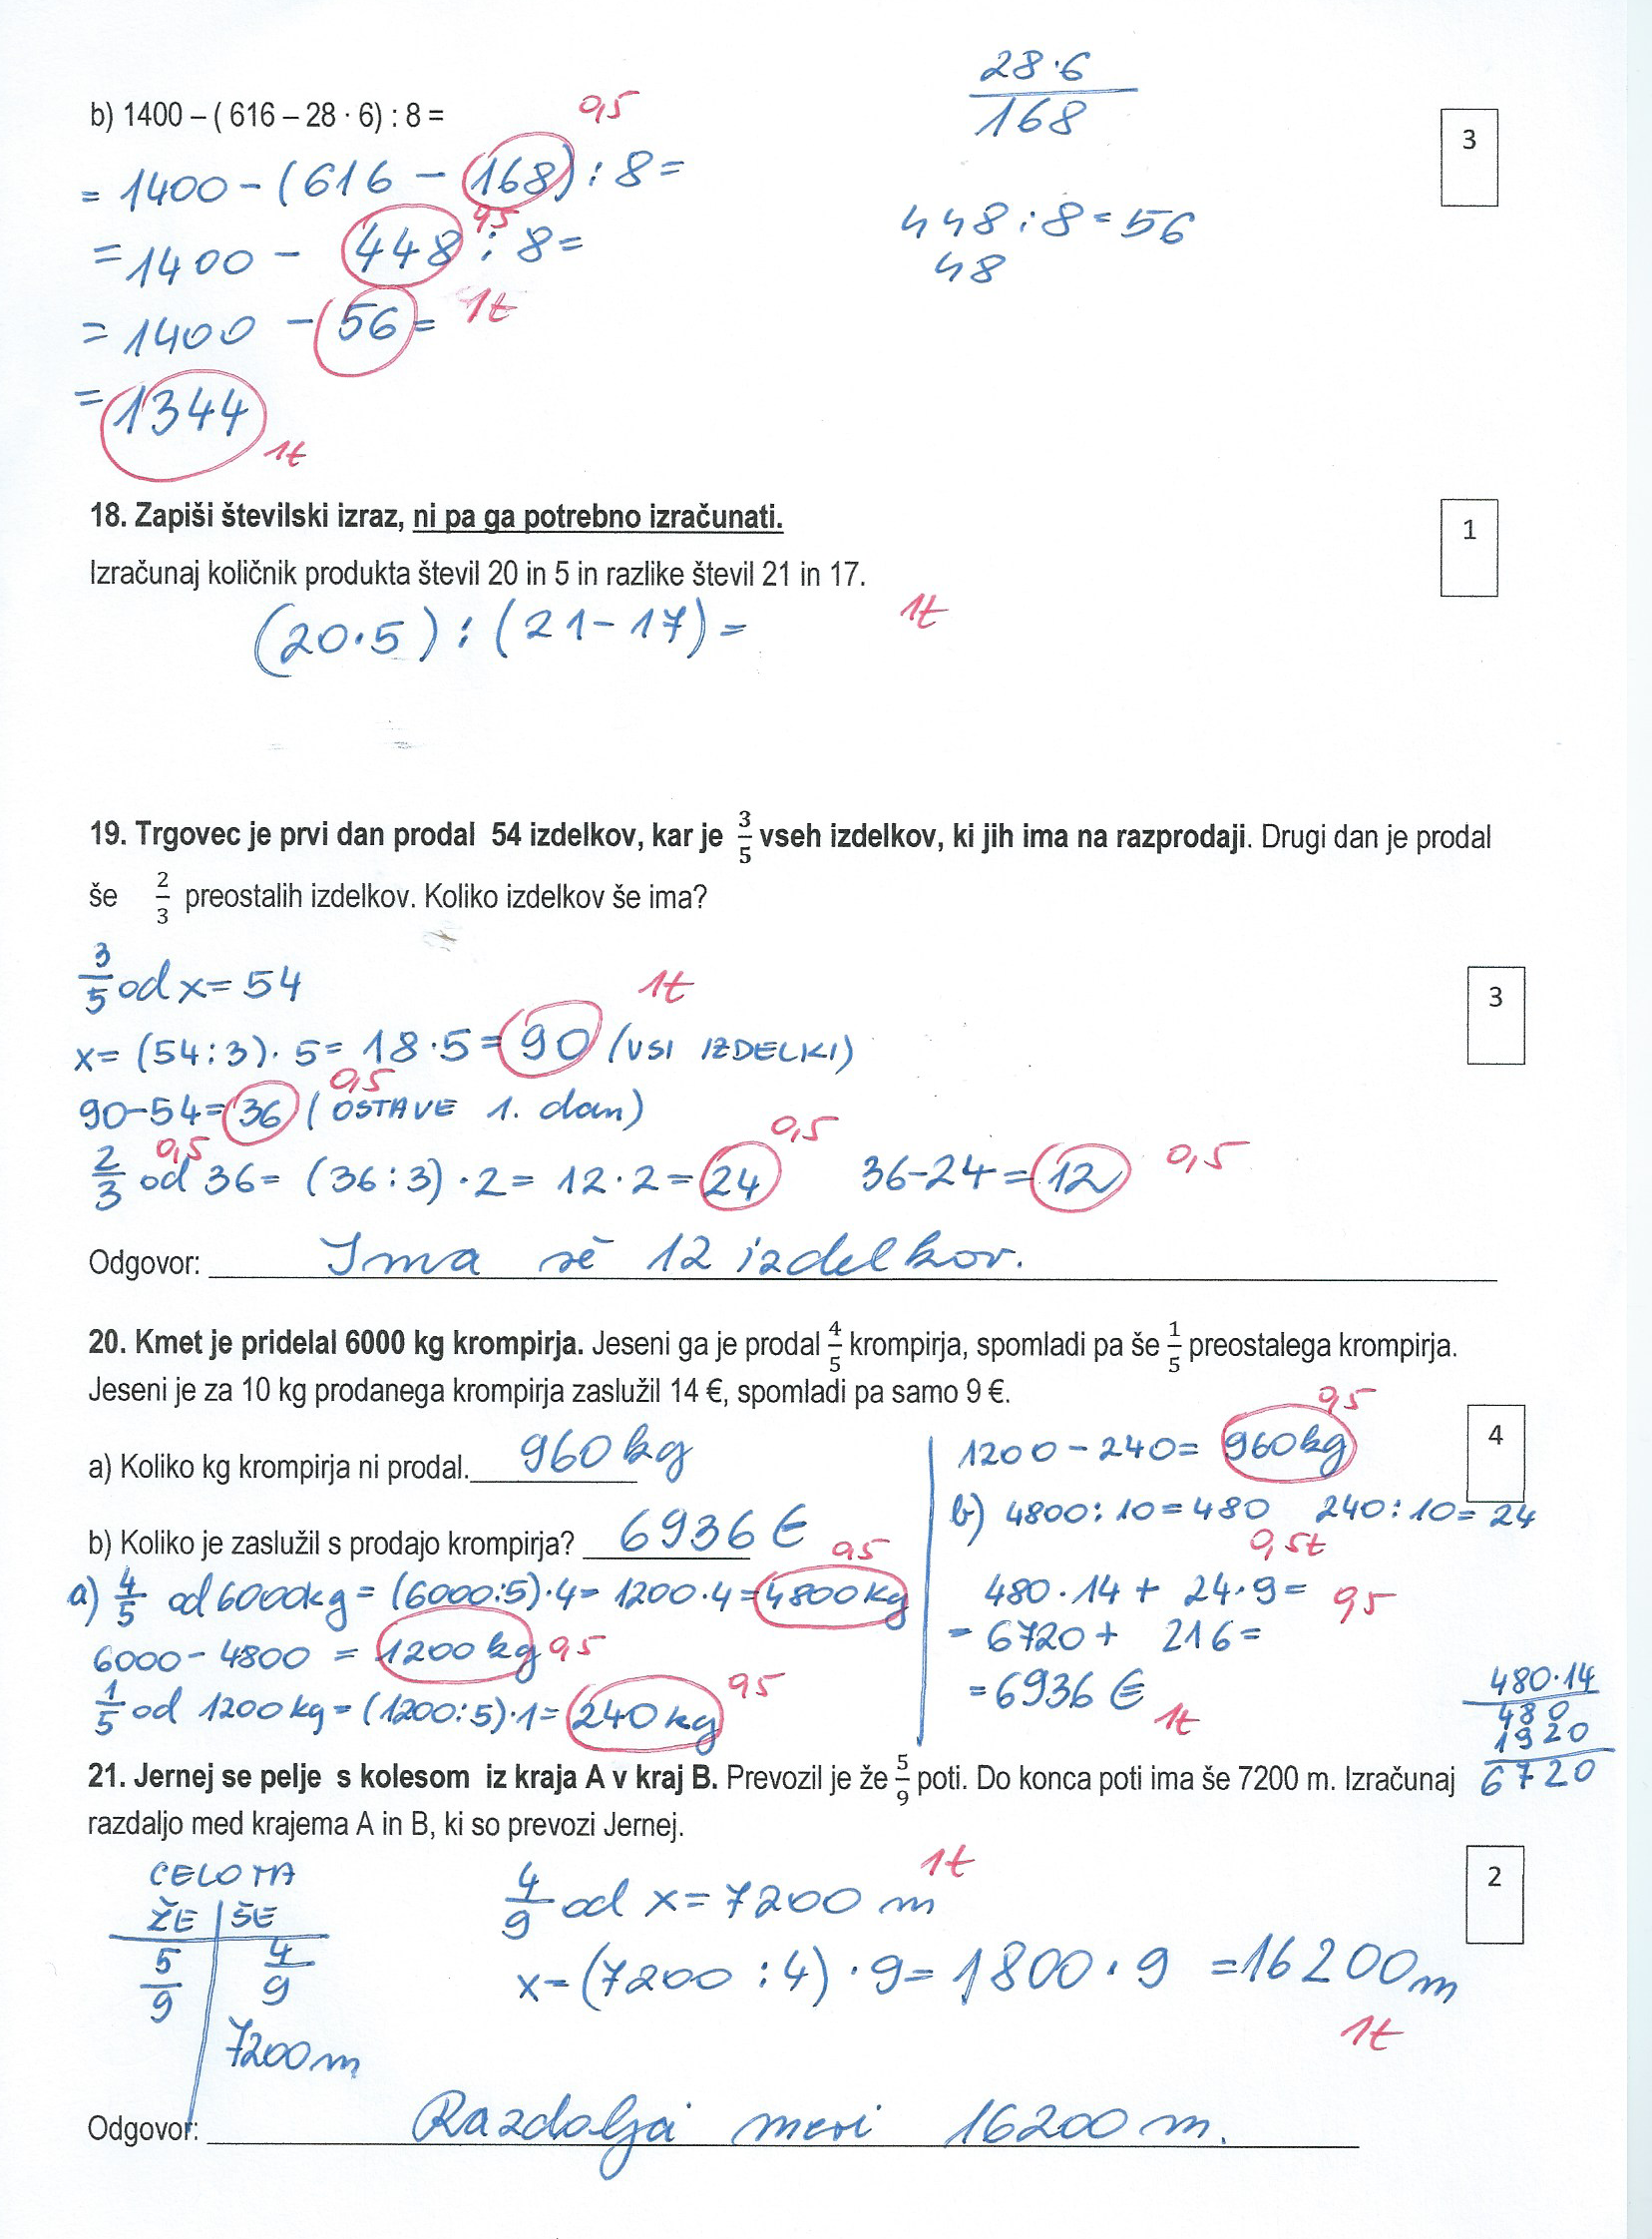 b) 1400 – ( 616 – 28 · 6) : 8 =
0,5
28·6
168
3
= 1400 - (616 - 168) : 8 =
0,5
= 1400 - 448 : 8 =
448 : 8 = 56
48
= 1400 - 56 =
1t
= 1344
1t
18. Zapiši številski izraz, ni pa ga potrebno izračunati.
1
Izračunaj količnik produkta števil 20 in 5 in razlike števil 21 in 17.
(20·5) : (21-17) =
1t
19. Trgovec je prvi dan prodal 54 izdelkov, kar je 3/5 vseh izdelkov, ki jih ima na razprodaji. Drugi dan je prodal
še 2/3 preostalih izdelkov. Koliko izdelkov še ima?
3/5 od x = 54
1t
3
x = (54:3)· 5 = 18·5 = 90 (VSI IZDELKI)
0,5
90-54=36 (OSTAVE 1. dan)
0,5
0,5
2/3 od 36 = (36:3)·2 = 12·2 = 24
36-24=12
0,5
Odgovor: Ima še 12 izdelkov.
20. Kmet je pridelal 6000 kg krompirja. Jeseni ga je prodal 4/5 krompirja, spomladi pa še 1/5 preostalega krompirja.
Jeseni je za 10 kg prodanega krompirja zaslužil 14 €, spomladi pa samo 9 €.
0,5
4
a) Koliko kg krompirja ni prodal. 960 kg
b) Koliko je zaslužil s prodajo krompirja? 6936 €
0,5
a) 4/5 od 6000kg = (6000:5)·4 = 1200·4 = 4800 kg
6000 - 4800 = 1200 kg
0,5
1/5 od 1200 kg = (1200:5)·1 = 240 kg
0,5
1200 - 240 = 960 kg
b) 4800 : 10 = 480 240 : 10 = 24
0,5t
480·14 + 24·9 =
0,5
= 6720 + 216 =
= 6936 €
1t
480·14
480
1920
6720
21. Jernej se pelje s kolesom iz kraja A v kraj B. Prevozil je že 5/9 poti. Do konca poti ima še 7200 m. Izračunaj
razdaljo med krajema A in B, ki so prevozi Jernej.
2
CELOTA
ŽE ŠE
5/9 4/9
7200 m
4/9 od x = 7200 m
1t
x = (7200 : 4) · 9 = 1800 · 9 = 16200 m
1t
Odgovor: Razdalja meri 16200 m.